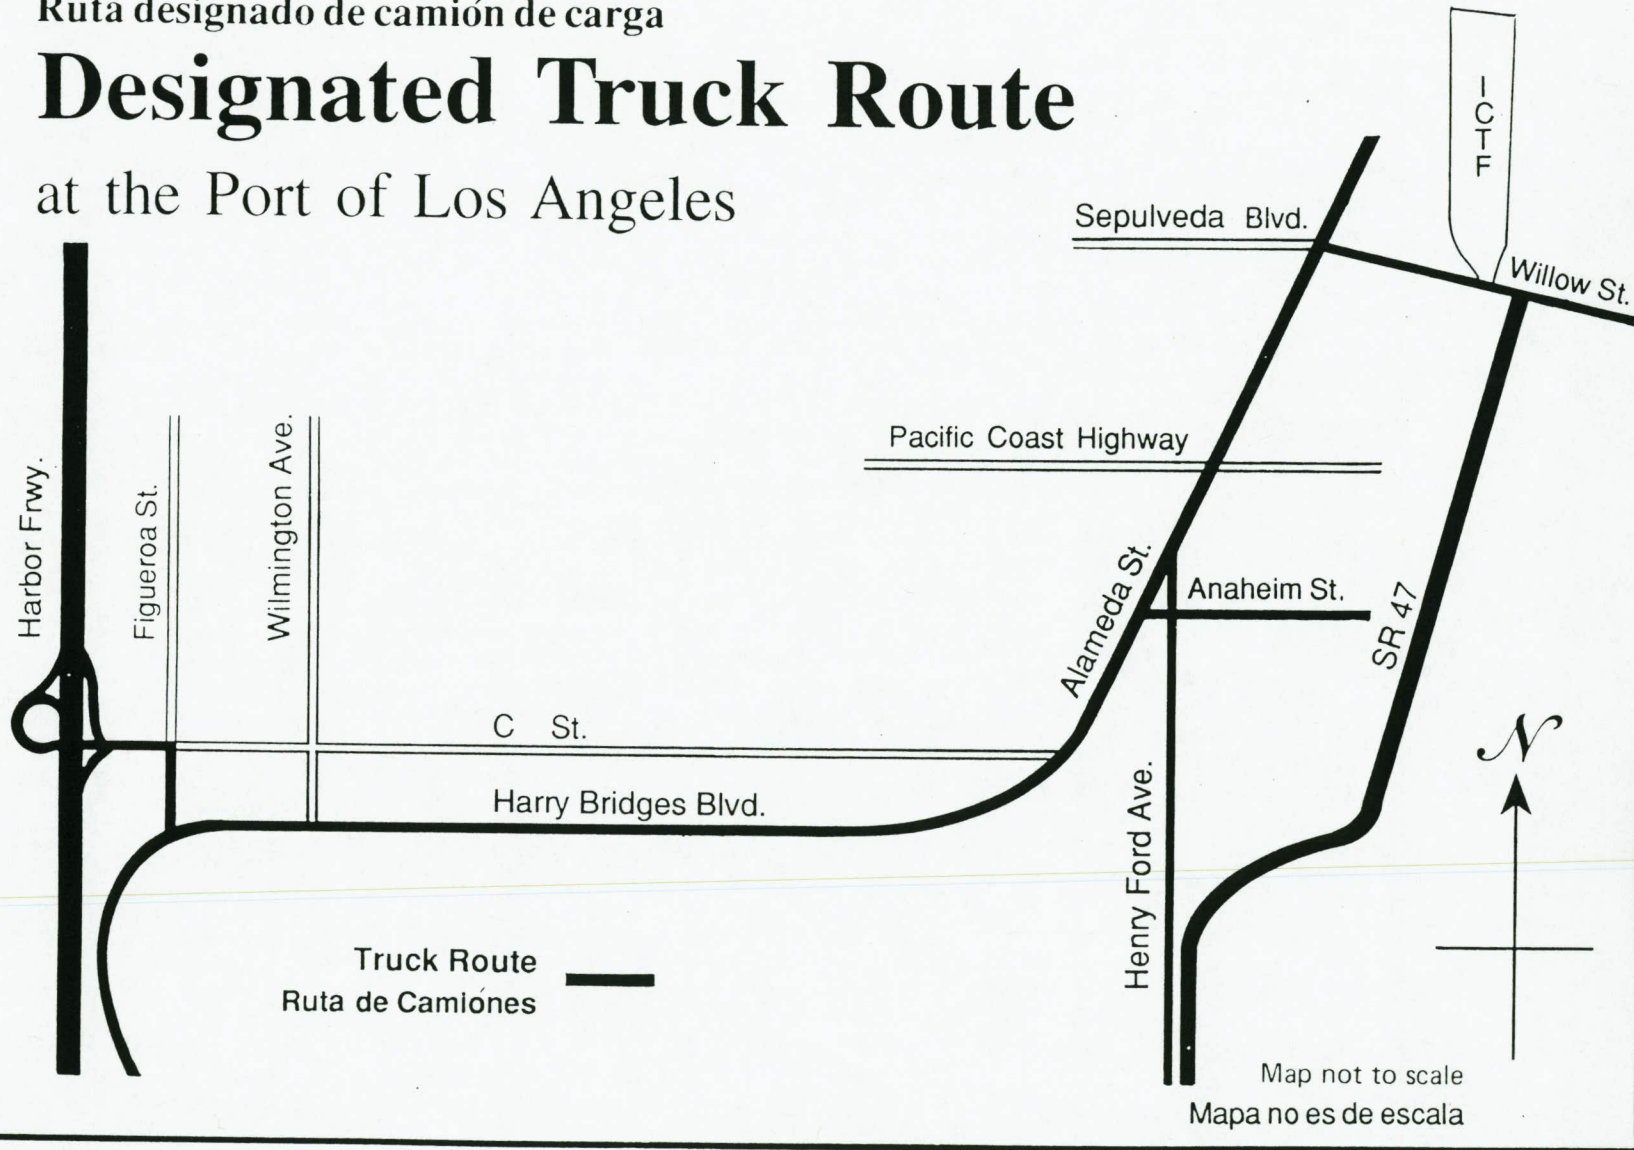 Ruta designado de camión de carga
Designated Truck Route
at the Port of Los Angeles
ICTF
Sepulveda Blvd.
Willow St.
Pacific Coast Highway
Harbor Frwy.
Figueroa St.
Wilmington Ave.
Alameda St.
Anaheim St.
SR 47
C St.
Harry Bridges Blvd.
Henry Ford Ave.
N
Truck Route
Ruta de Camiónes
Map not to scale
Mapa no es de escala